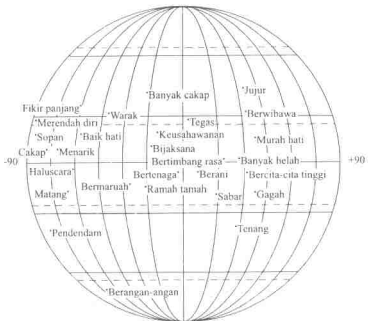 *Jujur
*Banyak cakap
Fikir panjang*
*Warak
*Berwibawa
*Merendah diri
*Tegas
*Sopan
*Baik hati
*Keusahawanan
*Murah hati
Cakap*
*Menarik
*Bijaksana
-90
Bertimbang rasa*
*Banyak helah
+90
Haluscara*
Bertenaga*
*Berani
*Bercita-cita tinggi
Matang*
Bermaruah*
*Ramah tamah
*Sabar
*Gagah
*Pendendam
*Tenang
*Berangan-angan